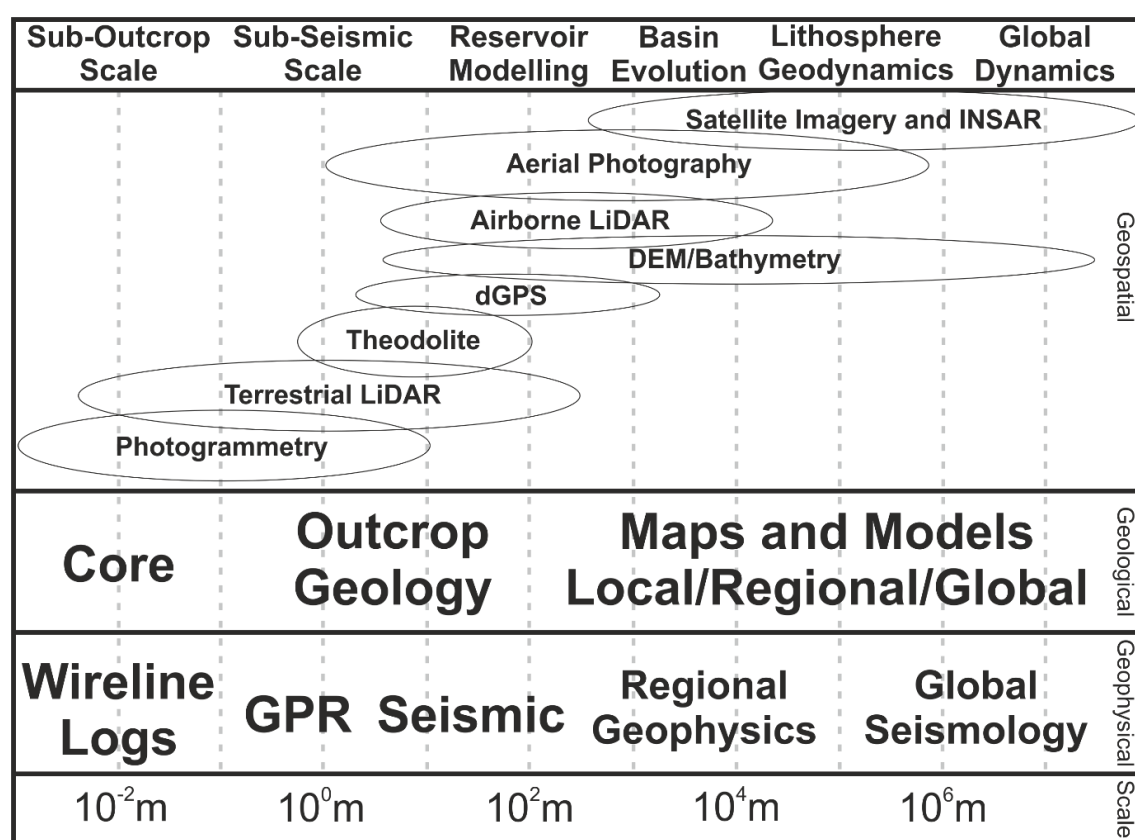 Sub-Outcrop Scale
Sub-Seismic Scale
Reservoir Modelling
Basin Evolution
Lithosphere Geodynamics
Global Dynamics
Satellite Imagery and INSAR
Aerial Photography
Airborne LiDAR
DEM/Bathymetry
dGPS
Theodolite
Terrestrial LiDAR
Photogrammetry
Geospatial
Core
Outcrop
Geology
Maps and Models
Local/Regional/Global
Geological
Wireline
Logs
GPR
Seismic
Regional
Geophysics
Global
Seismology
Geophysical
10⁻²m
10⁰m
10²m
10⁴m
10⁶m
Scale